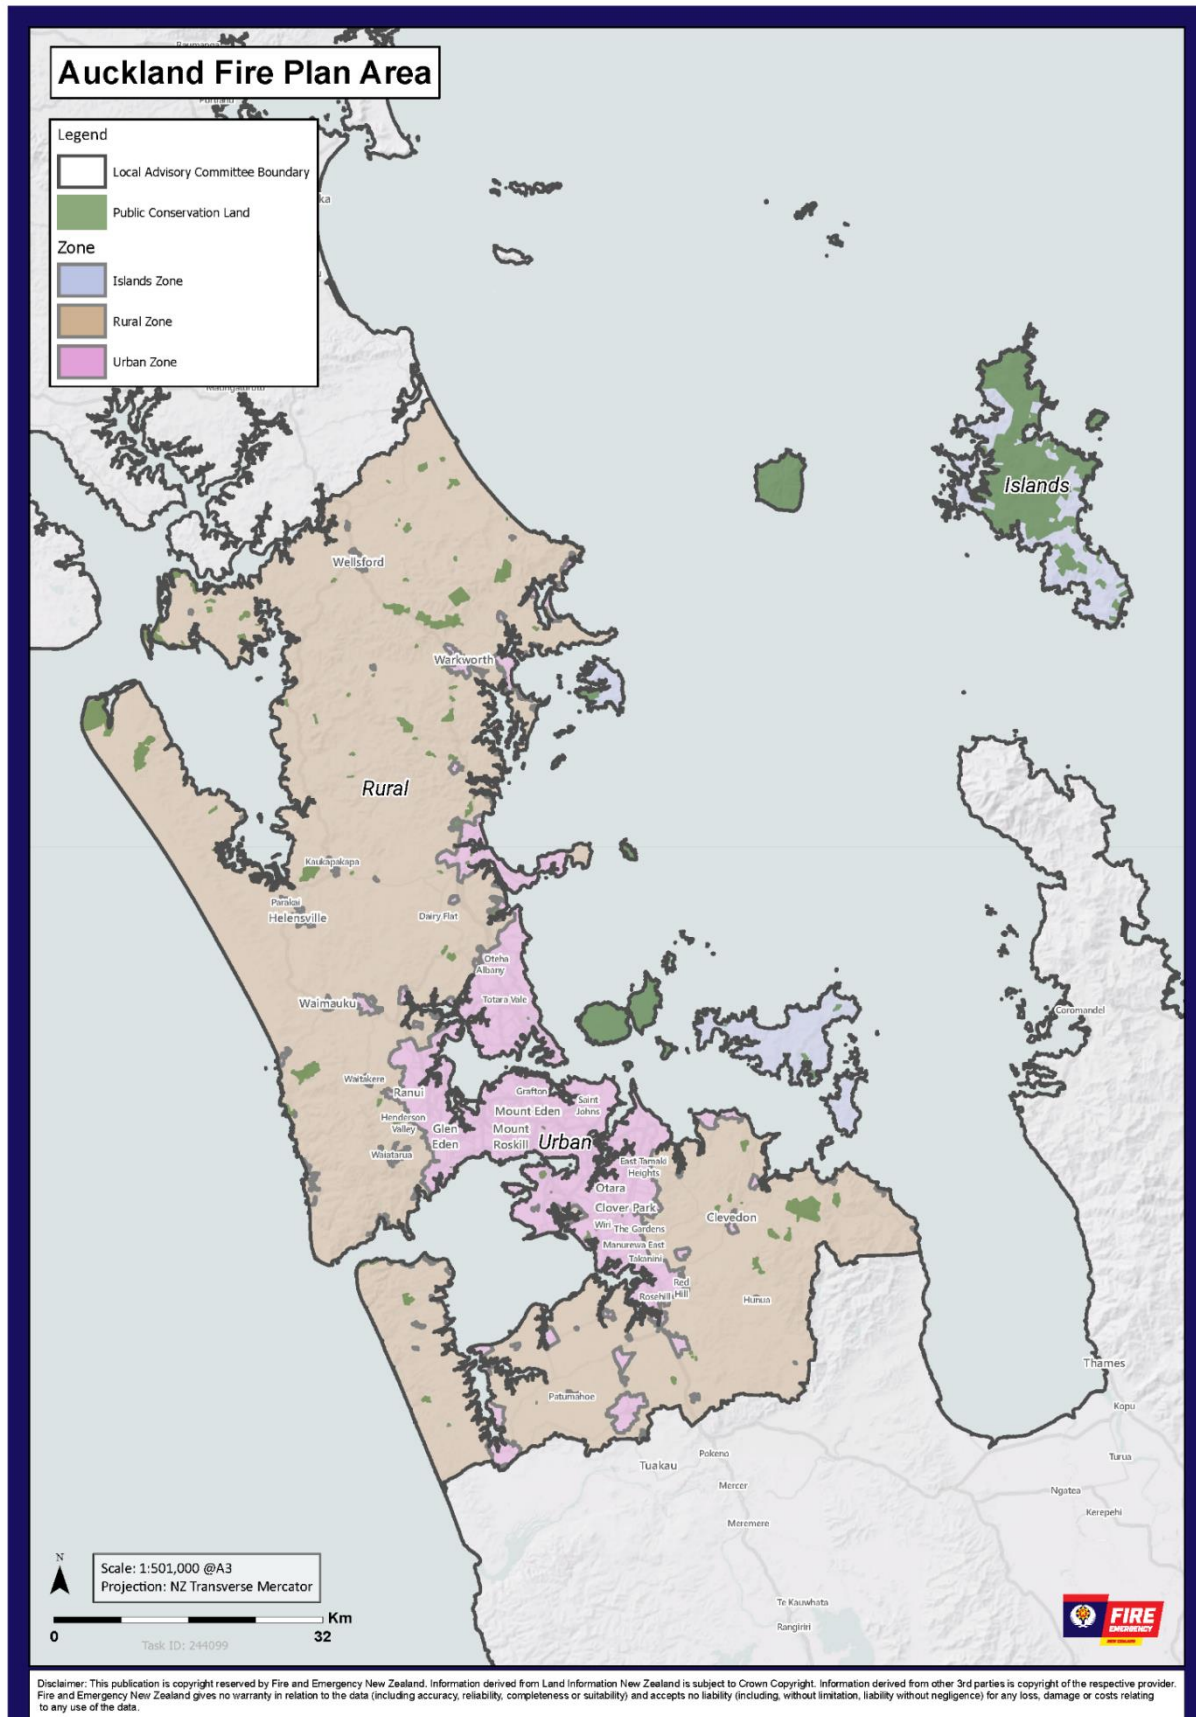 Auckland Fire Plan Area
Legend
Local Advisory Committee Boundary
Public Conservation Land
Zone
Islands Zone
Rural Zone
Urban Zone
Islands
Wellsford
Warkworth
Rural
Kaukapakapa
Parakai
Helensville
Dairy Flat
Oteha
Albany
Waimauku
Totara Vale
Coromandel
Waitakere
Ranui
Grafton
Saint
Johns
Mount Eden
Henderson
Valley
Glen
Eden
Mount
Roskill
Urban
Waiatarua
East Tamaki
Heights
Otara
Clover Park
Clevedon
Wiri
The Gardens
Manurewa East
Takanini
Red
Hill
Rosehill
Hunua
Thames
Patumahoe
Kopu
Pokeno
Tuakau
Turua
Mercer
Ngatea
Kerepehi
Meremere
N
Scale: 1:501,000 @A3
Projection: NZ Transverse Mercator
Km
0
32
Task ID: 244099
Te Kauwhata
Rangiriri
FIRE
EMERGENCY
NEW ZEALAND
Disclaimer: This publication is copyright reserved by Fire and Emergency New Zealand. Information derived from Land Information New Zealand is subject to Crown Copyright. Information derived from other 3rd parties is copyright of the respective provider.
Fire and Emergency New Zealand gives no warranty in relation to the data (including accuracy, reliability, completeness or suitability) and accepts no liability (including, without limitation, liability without negligence) for any loss, damage or costs relating
to any use of the data.